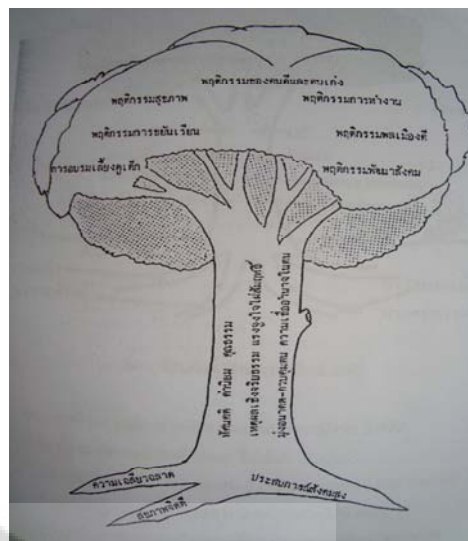 พฤติกรรมของคนดีและคนเก่ง
พฤติกรรมสุขภาพ
พฤติกรรมการทำงาน
พฤติกรรมการขยันเรียน
พฤติกรรมพลเมืองดี
การอบรมเลี้ยงดูเด็ก
พฤติกรรมพัฒนาสังคม
ทัศนคติ ค่านิยม คุณธรรม
เหตุผลเชิงจริยธรรม แรงจูงใจใฝ่สัมฤทธิ์
มุ่งอนาคต-ควบคุมตน ความเชื่ออำนาจในตน
ความเฉลียวฉลาด
ประสบการณ์สังคมสูง
สุขภาพจิตดี